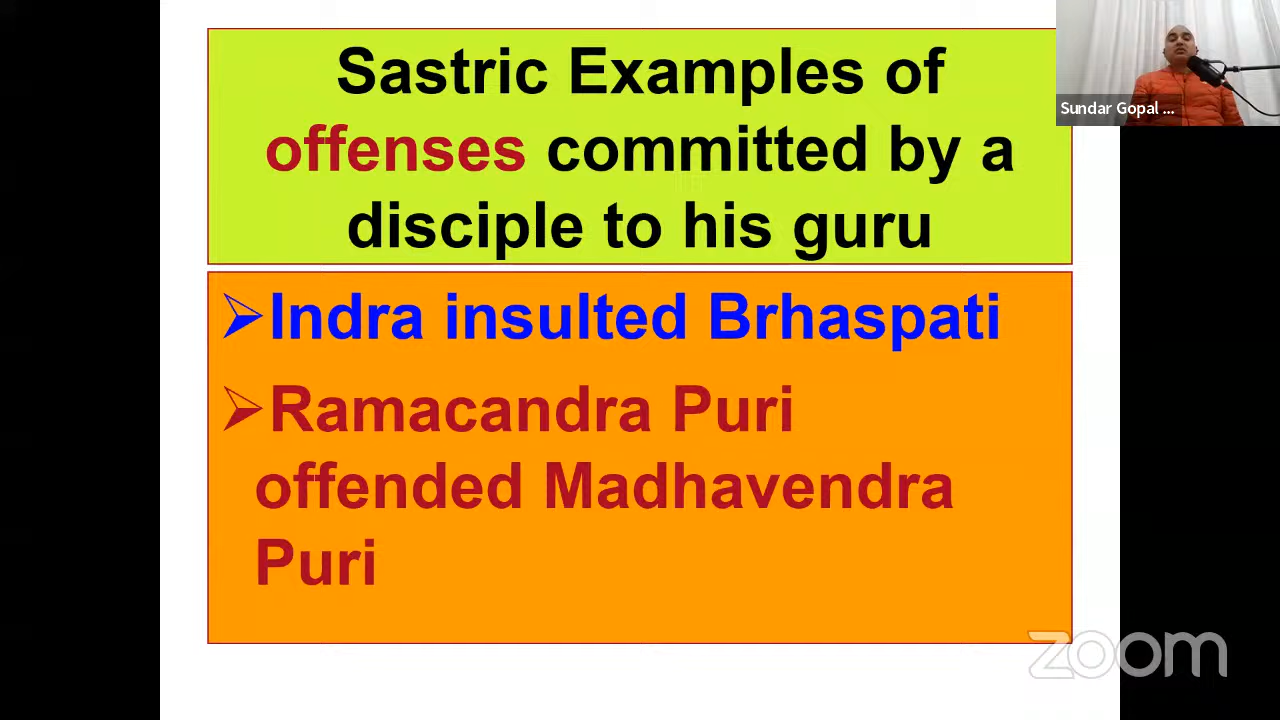 Sastric Examples of
offenses committed by a
disciple to his guru
Sundar Gopal ...
➢Indra insulted Brhaspati
➢Ramacandra Puri
offended Madhavendra
Puri
zoom